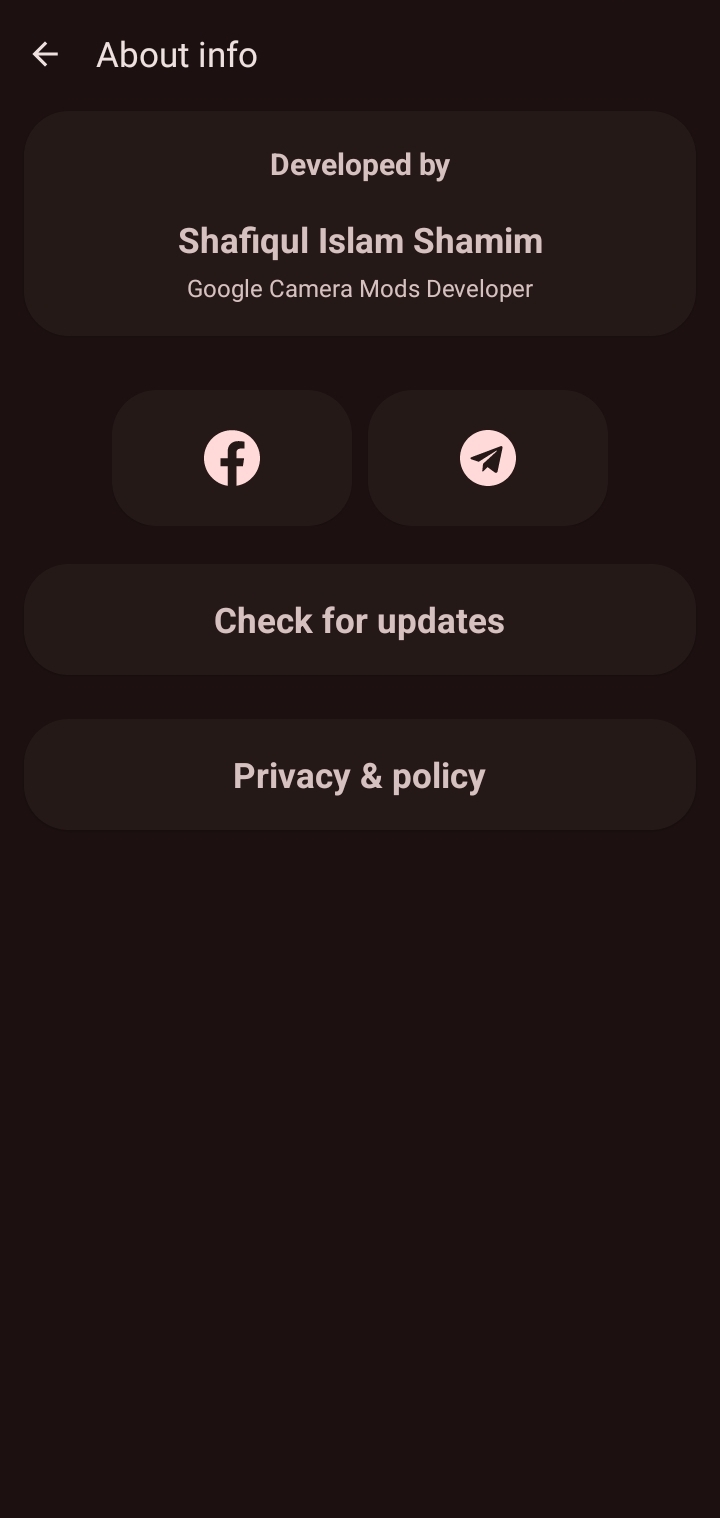 About info
Developed by
Shafiqul Islam Shamim
Google Camera Mods Developer
Check for updates
Privacy & policy